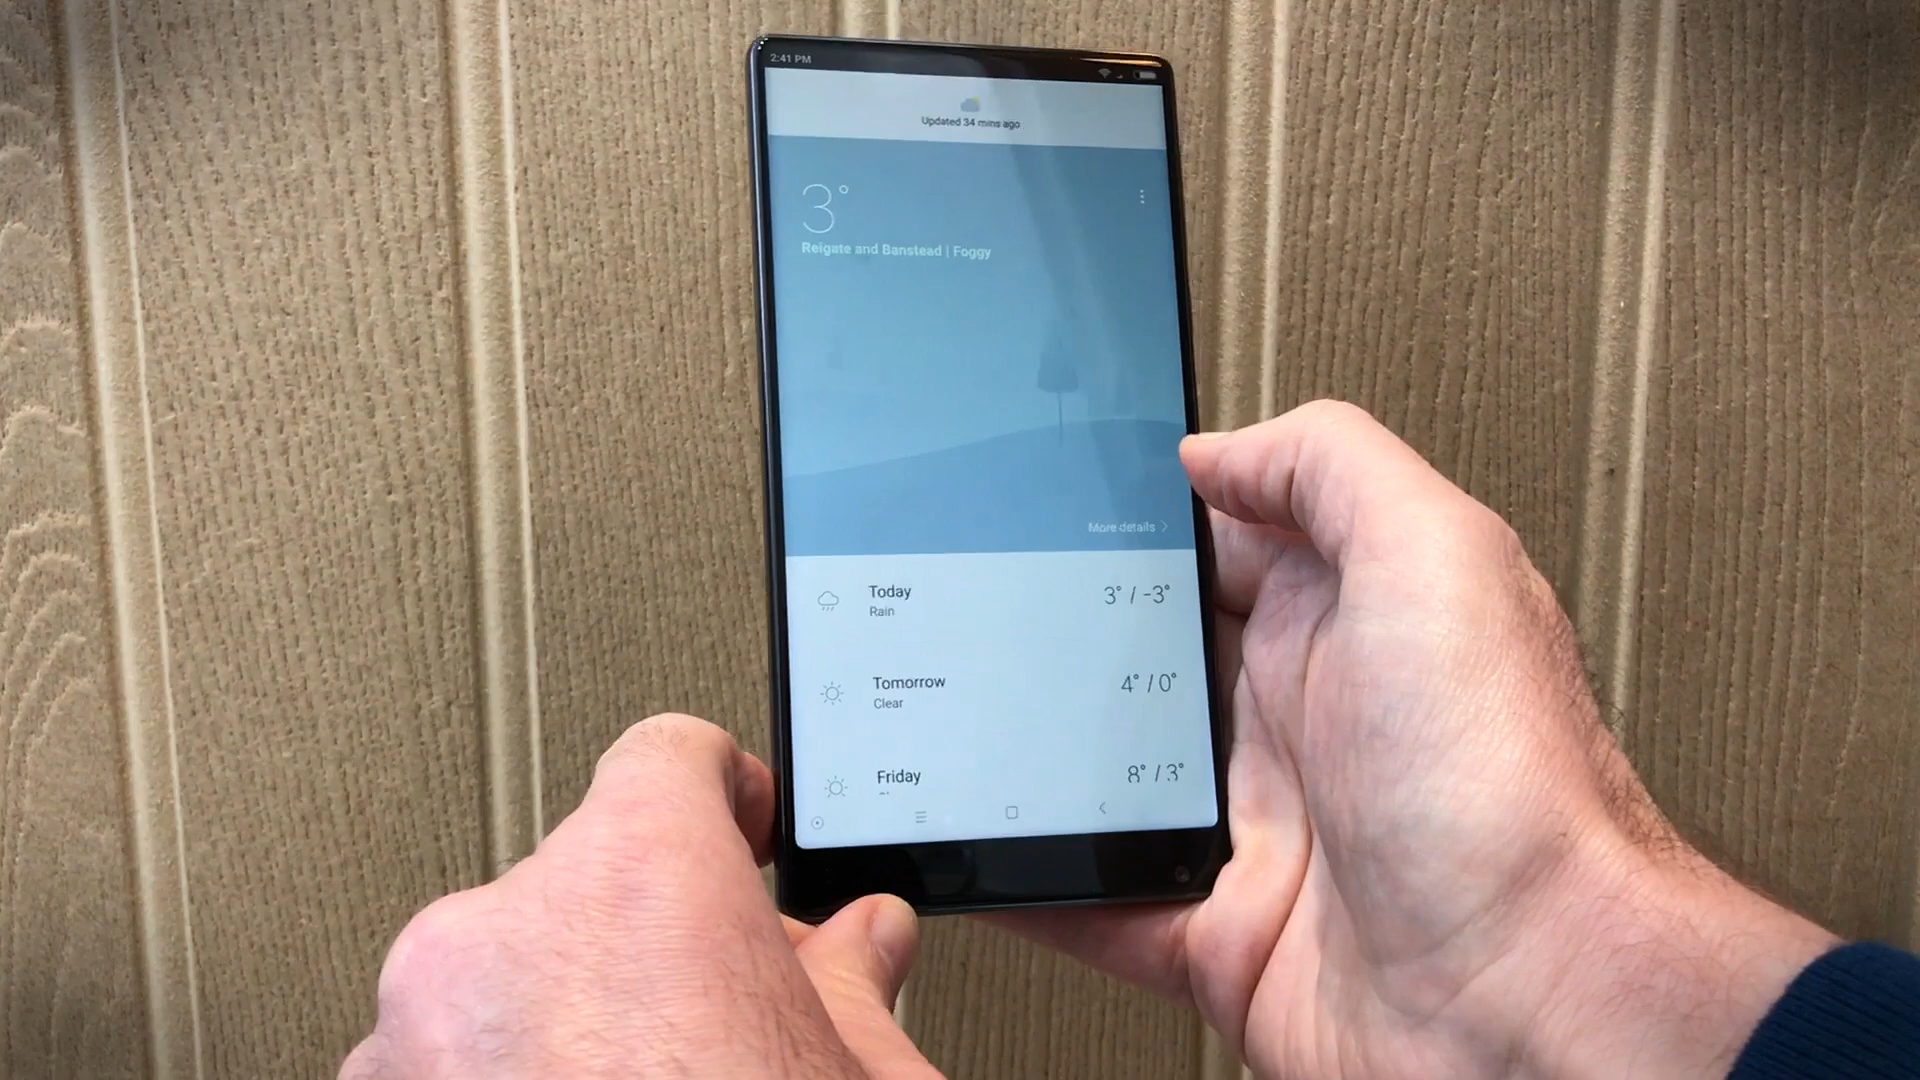 2:41 PM
Updated 34 mins ago
3°
Reigate and Banstead | Foggy
More details >
Today
Rain
3° / -3°
Tomorrow
Clear
4° / 0°
Friday
8° / 3°